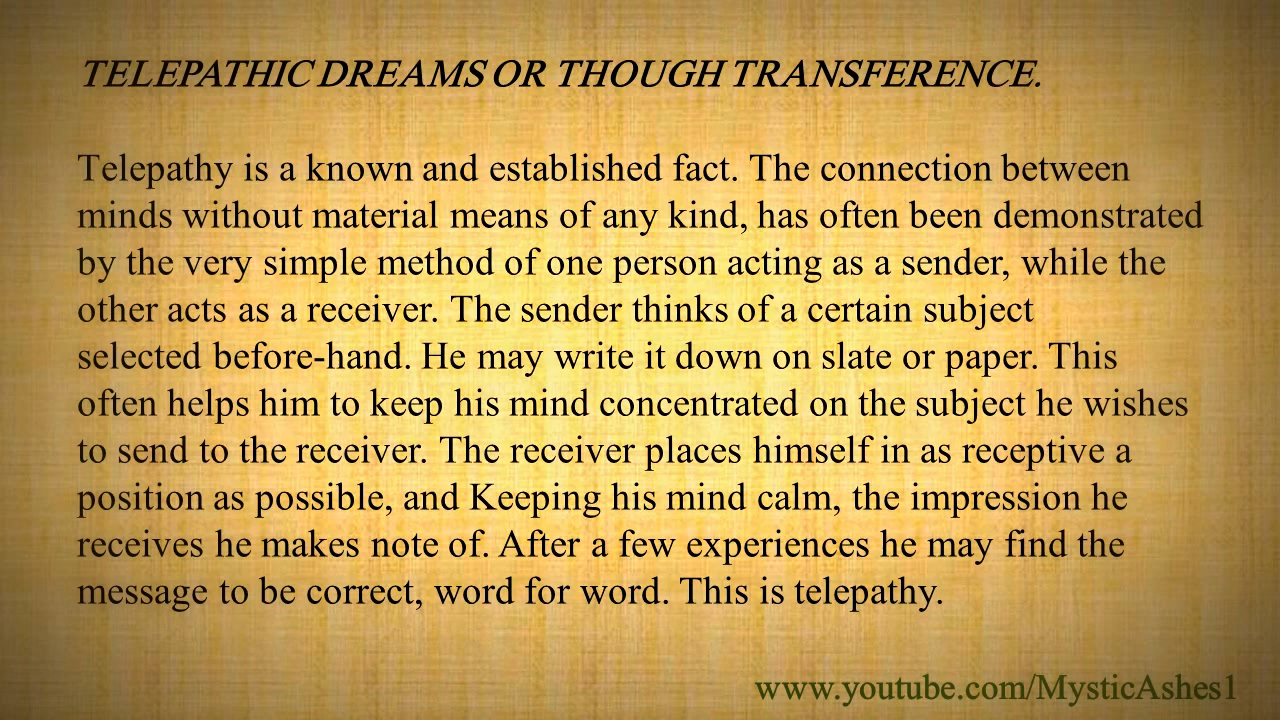 TELEPATHIC DREAMS OR THOUGH TRANSFERENCE.
Telepathy is a known and established fact. The connection between
minds without material means of any kind, has often been demonstrated
by the very simple method of one person acting as a sender, while the
other acts as a receiver. The sender thinks of a certain subject
selected before-hand. He may write it down on slate or paper. This
often helps him to keep his mind concentrated on the subject he wishes
to send to the receiver. The receiver places himself in as receptive a
position as possible, and Keeping his mind calm, the impression he
receives he makes note of. After a few experiences he may find the
message to be correct, word for word. This is telepathy.
www.youtube.com/MysticAshes1